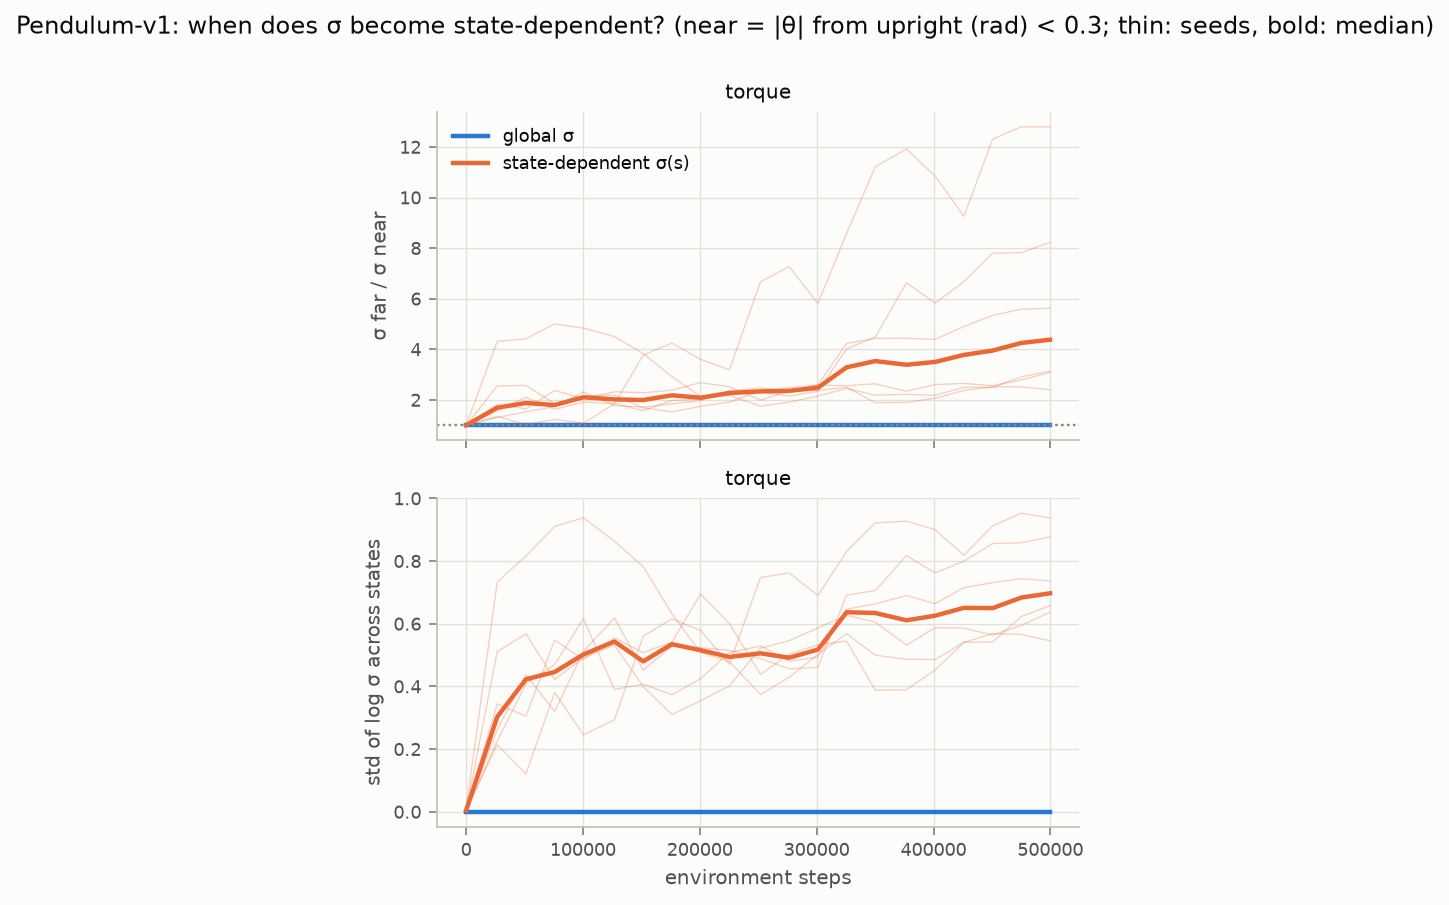 Pendulum-v1: when does σ become state-dependent? (near = |θ| from upright (rad) < 0.3; thin: seeds, bold: median)
torque
global σ
state-dependent σ(s)
σ far / σ near
12
10
8
6
4
2
torque
std of log σ across states
1.0
0.8
0.6
0.4
0.2
0.0
0 100000 200000 300000 400000 500000
environment steps